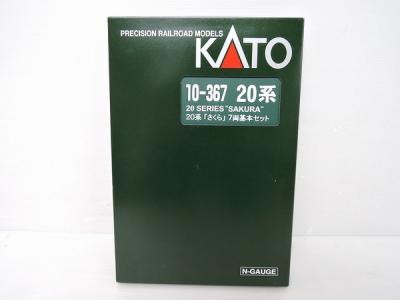 PRECISION RAILROAD MODELS
KATO
10-367 20系
20 SERIES "SAKURA"
20系「さくら」7両基本セット
N-GAUGE